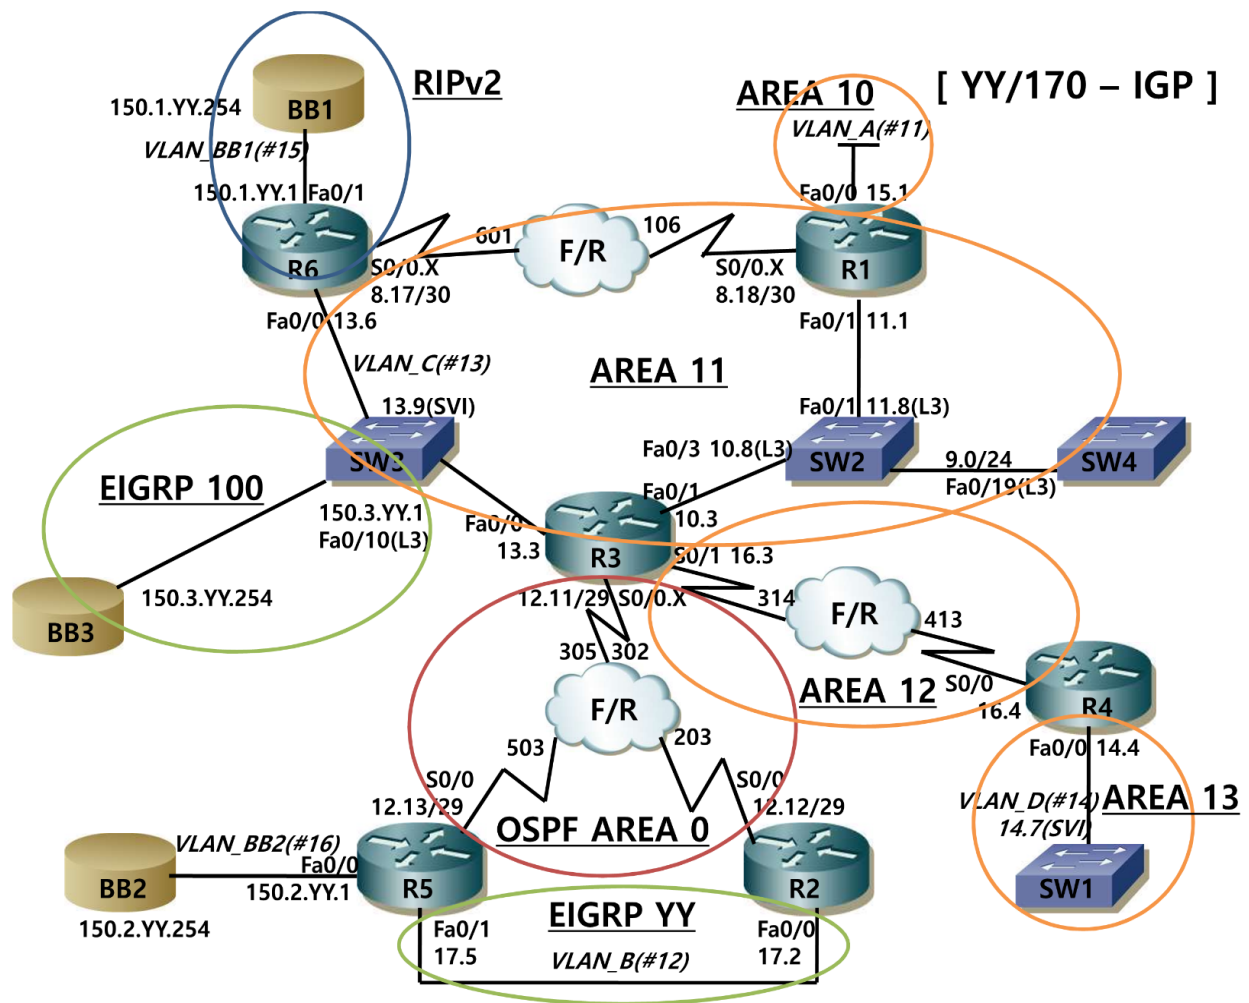 RIPv2
AREA 10
[ YY/170 – IGP ]
150.1.YY.254
BB1
VLAN_A(#11)
VLAN_BB1(#15)
150.1.YY.1
Fa0/1
Fa0/0 15.1
601
106
F/R
R6
S0/0.X
8.17/30
R1
S0/0.X
8.18/30
Fa0/0 13.6
Fa0/1 11.1
VLAN_C(#13)
AREA 11
13.9(SVI)
Fa0/1 11.8(L3)
SW3
Fa0/3 10.8(L3)
SW2
9.0/24
Fa0/19(L3)
SW4
EIGRP 100
150.3.YY.1
Fa0/10(L3)
Fa0/0
13.3
Fa0/1
10.3
R3
S0/1 16.3
150.3.YY.254
BB3
12.11/29
S0/0.X
314
F/R
413
305
302
AREA 12
S0/0
16.4
R4
F/R
503
203
Fa0/0 14.4
S0/0
12.13/29
S0/0
12.12/29
VLAN_D(#14)
14.7(SVI)
AREA 13
OSPF AREA 0
VLAN_BB2(#16)
Fa0/0
150.2.YY.1
BB2
150.2.YY.254
R5
R2
SW1
EIGRP YY
Fa0/1
17.5
VLAN_B(#12)
Fa0/0
17.2